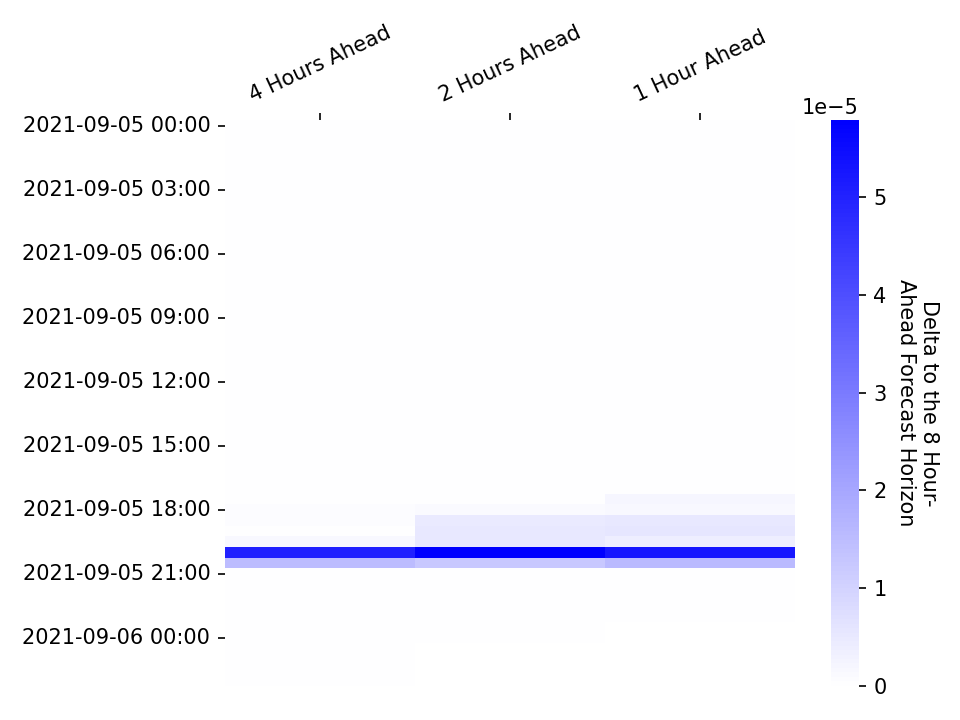 4 Hours Ahead
2 Hours Ahead
1 Hour Ahead
2021-09-05 00:00
2021-09-05 03:00
2021-09-05 06:00
2021-09-05 09:00
2021-09-05 12:00
2021-09-05 15:00
2021-09-05 18:00
2021-09-05 21:00
2021-09-06 00:00
1e−5
5
4
3
2
1
0
Delta to the 8 Hour-
Ahead Forecast Horizon